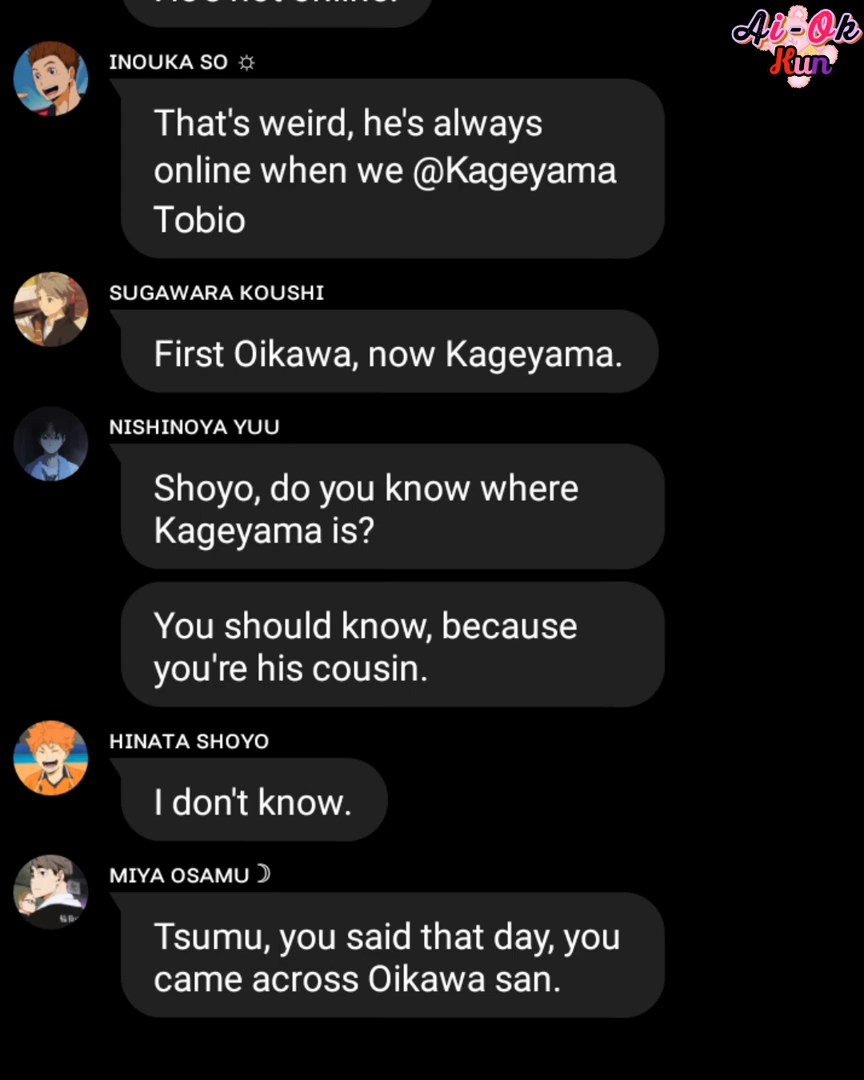 Ai-Ok
Kun
INOUKA SO ☼
That's weird, he's always
online when we @Kageyama
Tobio
SUGAWARA KOUSHI
First Oikawa, now Kageyama.
NISHINOYA YUU
Shoyo, do you know where
Kageyama is?
You should know, because
you're his cousin.
HINATA SHOYO
I don't know.
MIYA OSAMU ☽
Tsumu, you said that day, you
came across Oikawa san.